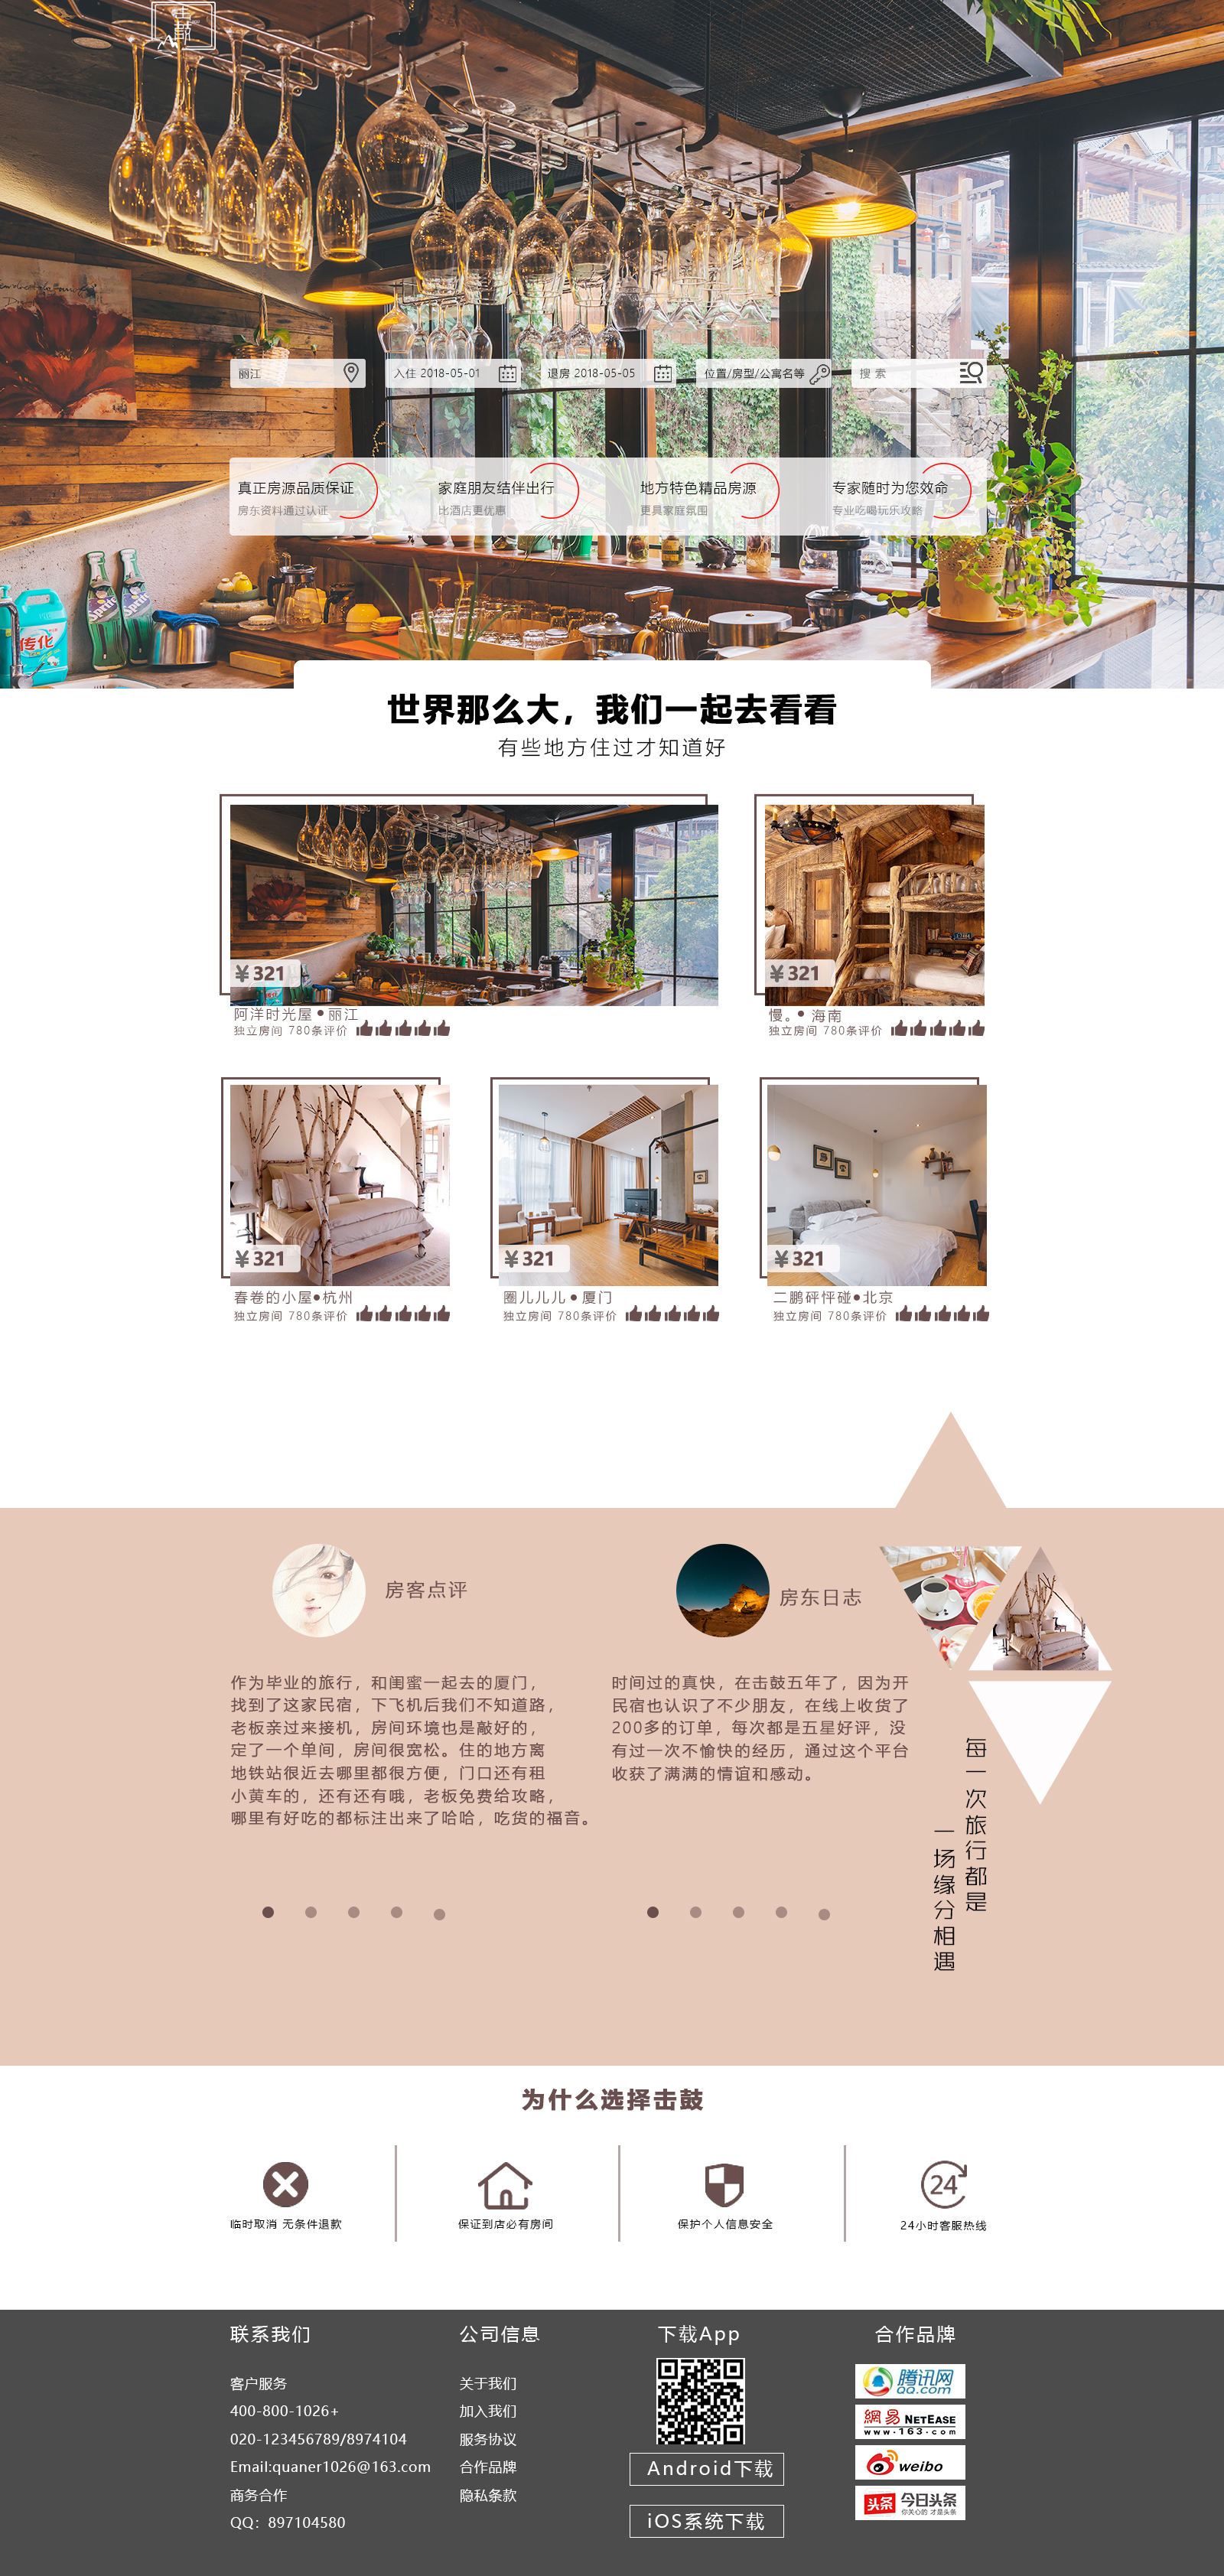 击鼓
丽江
入住 2018-05-01
退房 2018-05-05
位置/房型/公寓名等
搜 索
真正房源品质保证
房东资料通过认证
家庭朋友结伴出行
比酒店更优惠
地方特色精品房源
更具家庭氛围
专家随时为您效命
专业吃喝玩乐攻略
传化
世界那么大，我们一起去看看
有些地方住过才知道好
¥321
阿洋时光屋●丽江
独立房间 780条评价
¥321
慢。● 海南
独立房间 780条评价
¥321
春卷的小屋●杭州
独立房间 780条评价
¥321
圈儿儿儿●厦门
独立房间 780条评价
¥321
二鹏砰怦碰●北京
独立房间 780条评价
房客点评
作为毕业的旅行，和闺蜜一起去的厦门，
找到了这家民宿，下飞机后我们不知道路，
老板亲过来接机，房间环境也是敲好的，
定了一个单间，房间很宽松。住的地方离
地铁站很近去哪里都很方便，门口还有租
小黄车的，还有还有哦，老板免费给攻略，
哪里有好吃的都标注出来了哈哈，吃货的福音。
房东日志
时间过的真快，在击鼓五年了，因为开
民宿也认识了不少朋友，在线上收货了
200多的订单，每次都是五星好评，没
有过一次不愉快的经历，通过这个平台
收获了满满的情谊和感动。
每一次旅行都是
一场缘分相遇
为什么选择击鼓
临时取消 无条件退款
保证到店必有房间
保护个人信息安全
24
24小时客服热线
联系我们
客户服务
400-800-1026+
020-123456789/8974104
Email:quaner1026@163.com
商务合作
QQ：897104580
公司信息
关于我们
加入我们
服务协议
合作品牌
隐私条款
下载App
Android下载
iOS系统下载
合作品牌
腾讯网
QQ.com
網易 NetEase
www.163.com
weibo
头条 今日头条
你关心的 才是头条